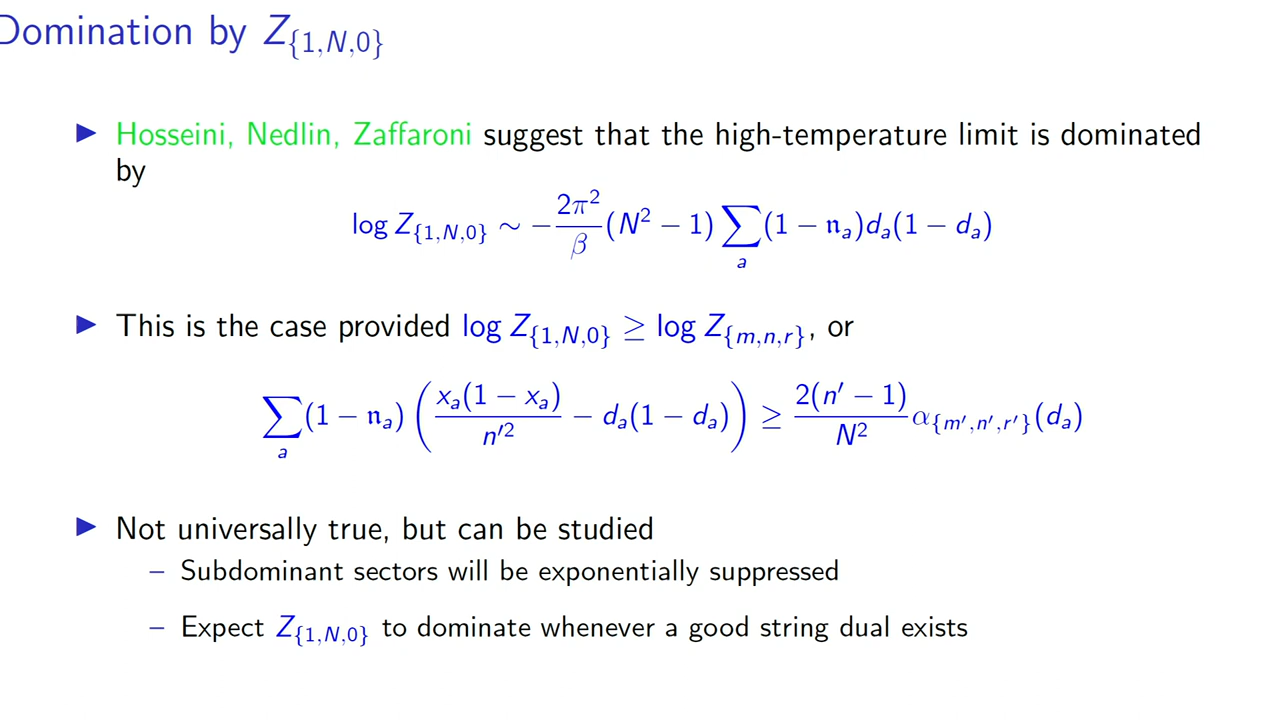 Domination by Z_{1,N,0}
▶ Hosseini, Nedlin, Zaffaroni suggest that the high-temperature limit is dominated
by
log Z_{1,N,0} ∼ −\frac{2π²}{β}(N² − 1) ∑_a (1 − 𝔫_a)d_a(1 − d_a)
▶ This is the case provided log Z_{1,N,0} ≥ log Z_{m,n,r}, or
∑_a (1 − 𝔫_a) ( \frac{x_a(1 − x_a)}{n′²} − d_a(1 − d_a) ) ≥ \frac{2(n′ − 1)}{N²} α_{m′,n′,r′}(d_a)
▶ Not universally true, but can be studied
– Subdominant sectors will be exponentially suppressed
– Expect Z_{1,N,0} to dominate whenever a good string dual exists